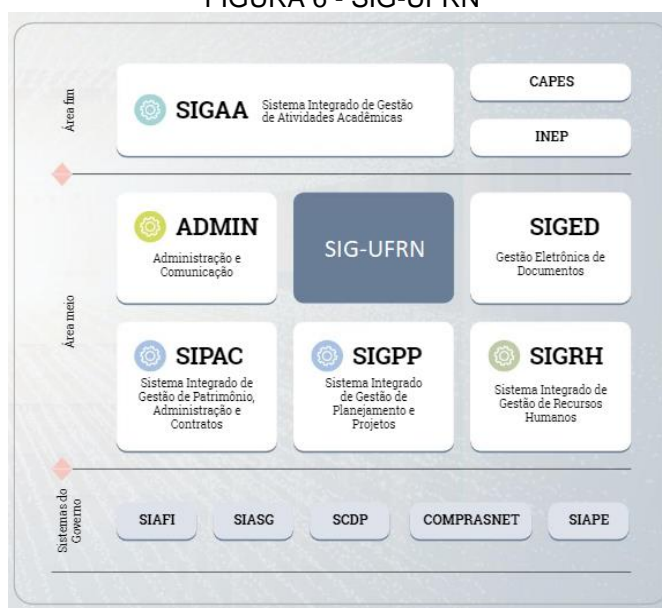 FIGURA 6 - SIG-UFRN
Área fim
SIGAA
Sistema Integrado de Gestão
de Atividades Acadêmicas
CAPES
INEP
Área meio
ADMIN
Administração e
Comunicação
SIG-UFRN
SIGED
Gestão Eletrônica de
Documentos
SIPAC
Sistema Integrado de
Gestão de Patrimônio,
Administração e
Contratos
SIGPP
Sistema Integrado
de Gestão de
Planejamento e
Projetos
SIGRH
Sistema Integrado de
Gestão de Recursos
Humanos
Sistemas do
Governo
SIAFI
SIASG
SCDP
COMPRASNET
SIAPE